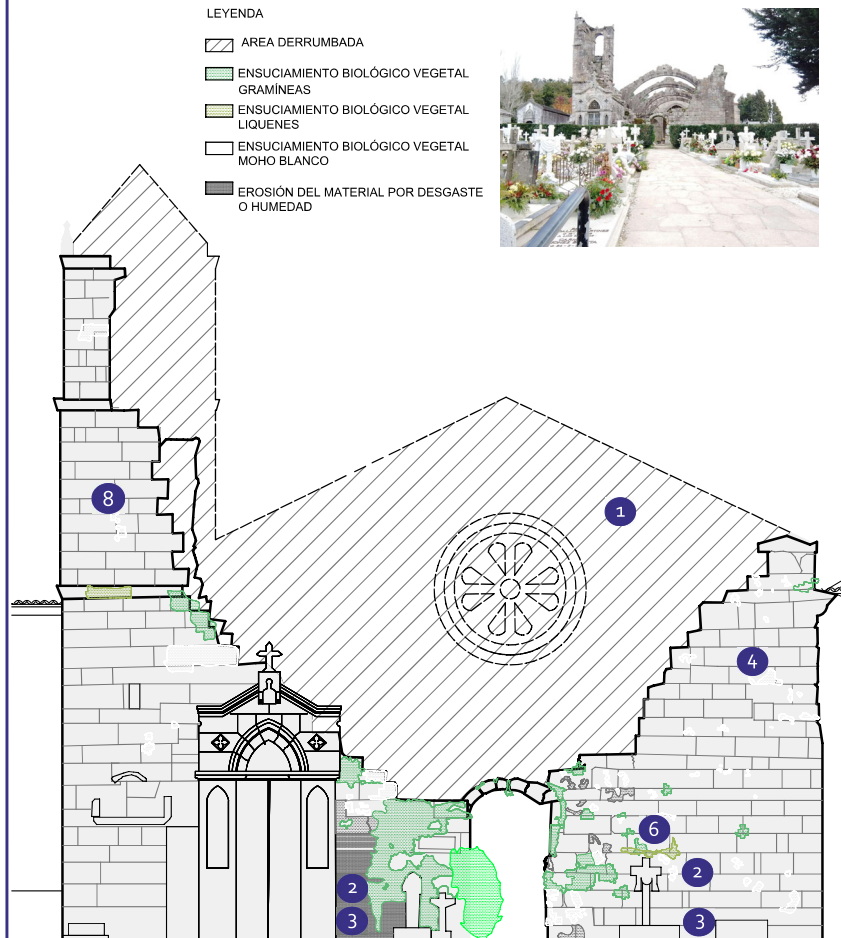 LEYENDA
AREA DERRUMBADA
ENSUCIAMIENTO BIOLÓGICO VEGETAL
GRAMÍNEAS
ENSUCIAMIENTO BIOLÓGICO VEGETAL
LIQUENES
ENSUCIAMIENTO BIOLÓGICO VEGETAL
MOHO BLANCO
EROSIÓN DEL MATERIAL POR DESGASTE
O HUMEDAD
8
1
4
6
2
2
3
3